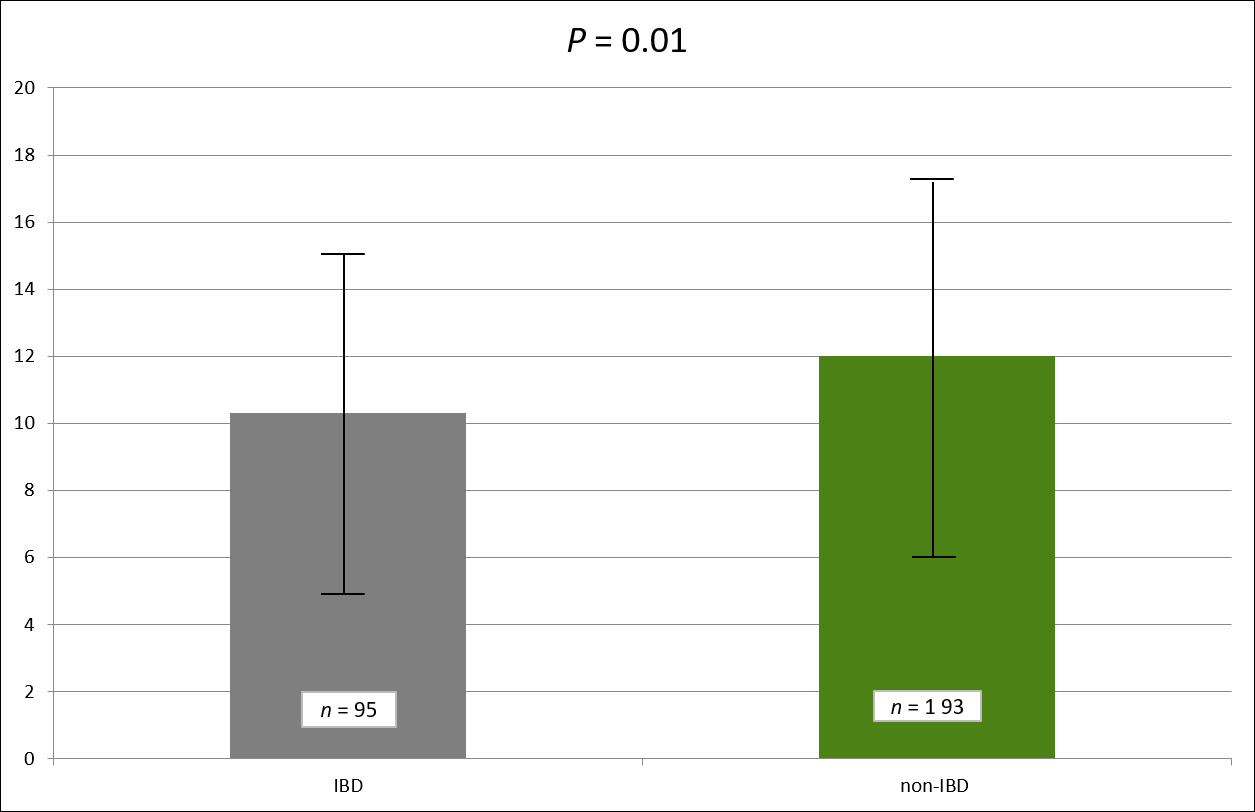 P = 0.01
20
18
16
14
12
10
8
6
4
2
0
n = 95
n = 1 93
IBD
non-IBD